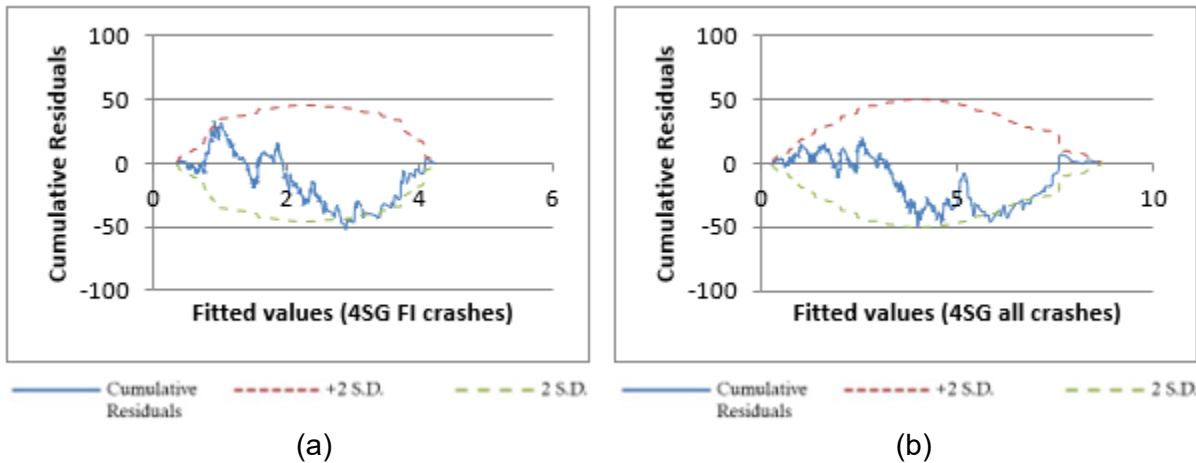 100
50
0
-50
-100
Cumulative Residuals
0
2
4
6
Fitted values (4SG FI crashes)
Cumulative
Residuals
+2 S.D.
2 S.D.
(a)
100
50
0
-50
-100
Cumulative Residuals
0
5
10
Fitted values (4SG all crashes)
Cumulative
Residuals
+2 S.D.
2 S.D.
(b)